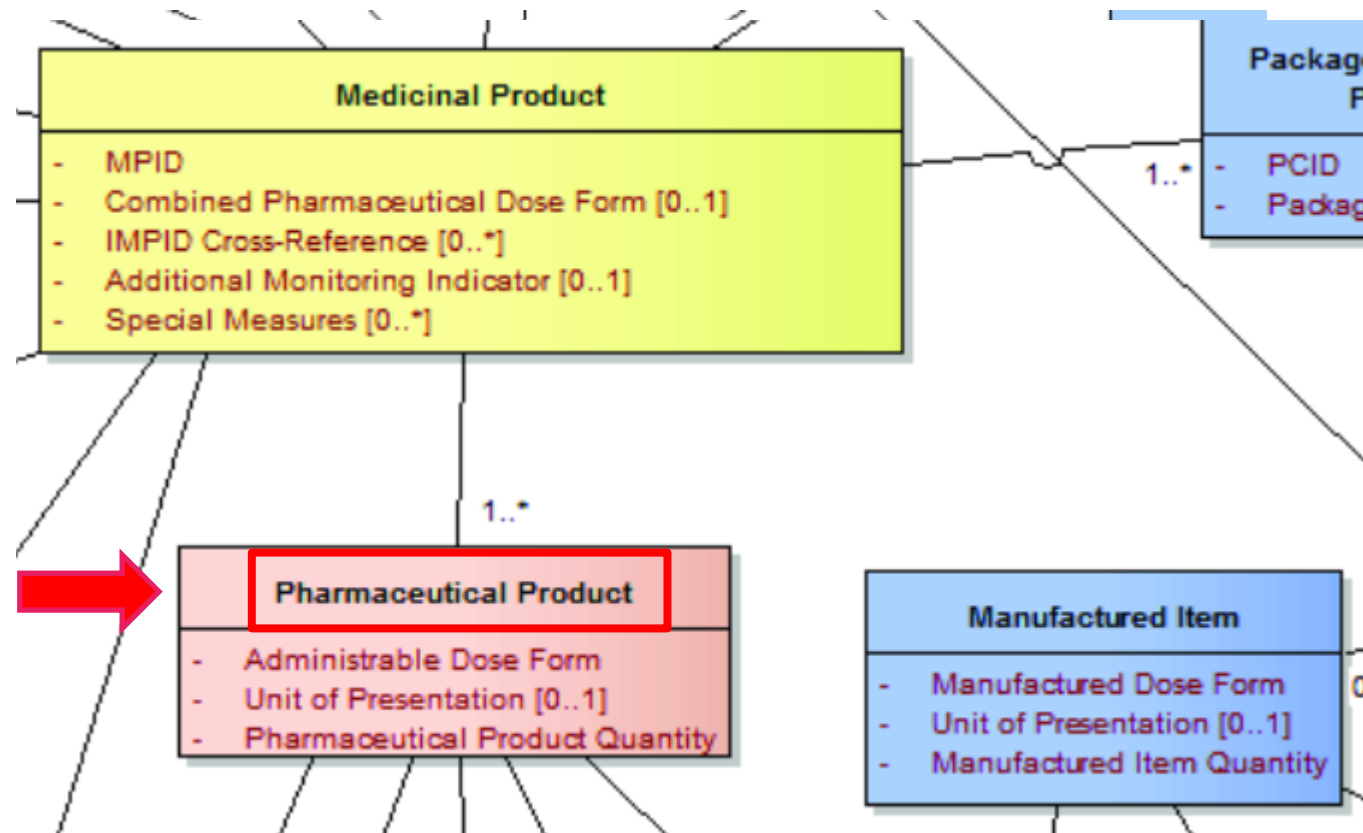 Medicinal Product
- MPID
- Combined Pharmaceutical Dose Form [0..1]
- IMPID Cross-Reference [0..*]
- Additional Monitoring Indicator [0..1]
- Special Measures [0..*]
1..*
- PCID
1..*
Pharmaceutical Product
- Administrable Dose Form
- Unit of Presentation [0..1]
- Pharmaceutical Product Quantity
Manufactured Item
- Manufactured Dose Form
- Unit of Presentation [0..1]
- Manufactured Item Quantity